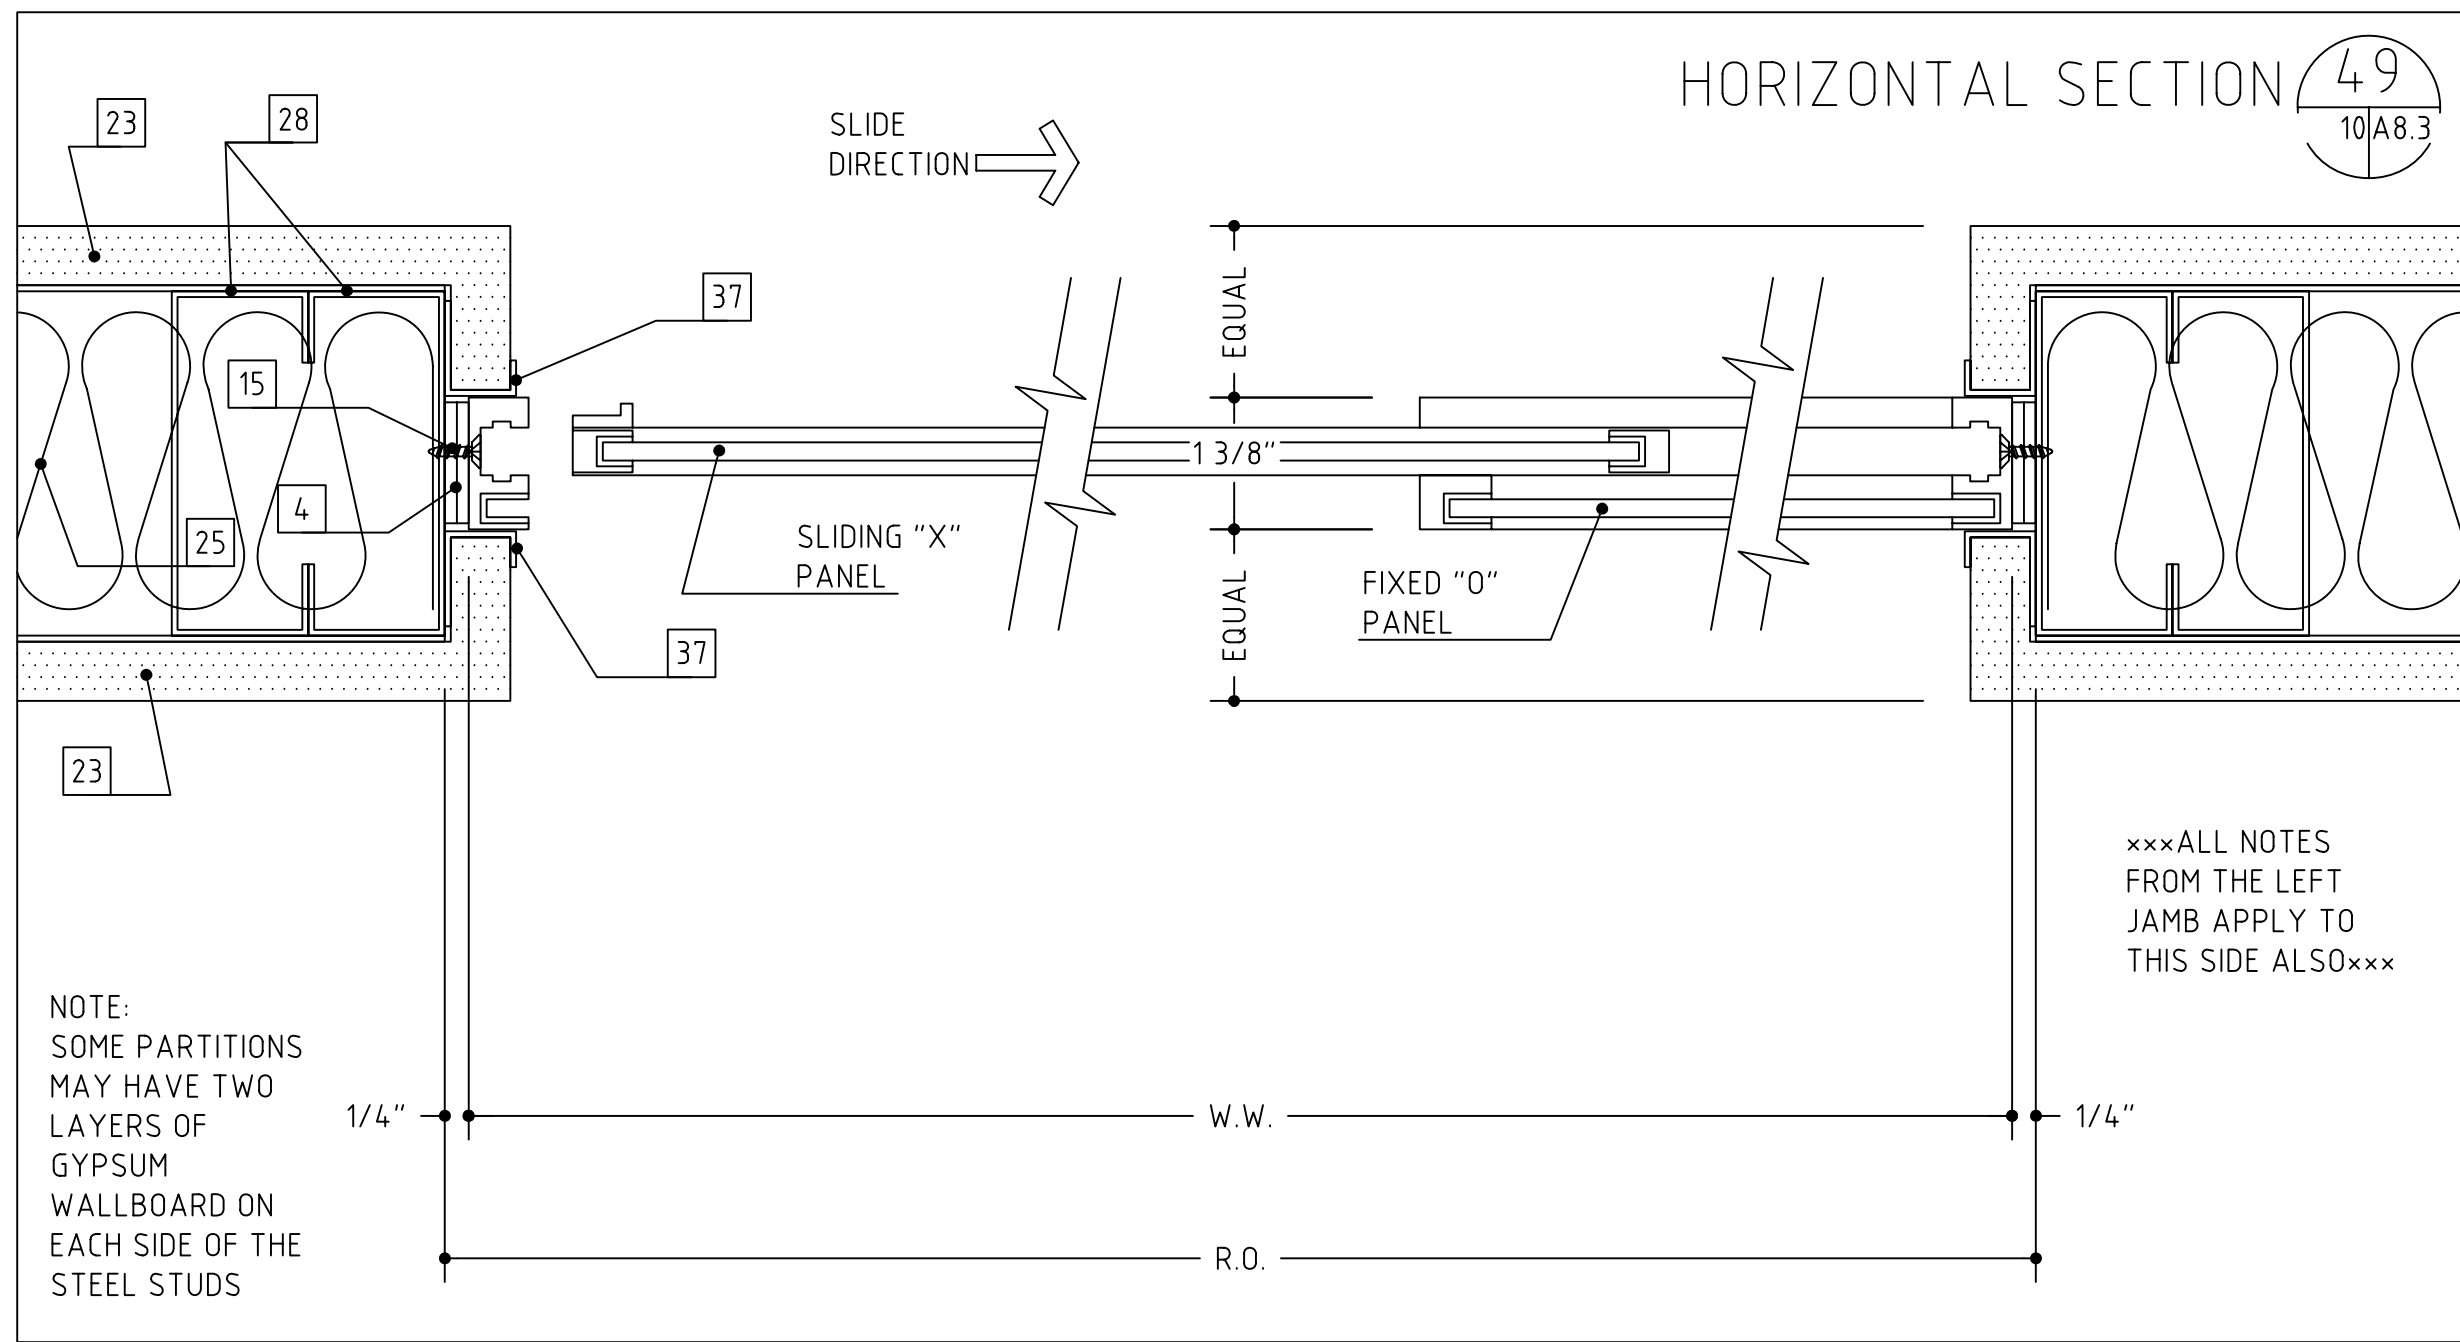 HORIZONTAL SECTION
49
10 A8.3
23
28
SLIDE
DIRECTION
37
15
4
25
EQUAL
1 3/8"
EQUAL
SLIDING "X"
PANEL
FIXED "O"
PANEL
37
23
×××ALL NOTES
FROM THE LEFT
JAMB APPLY TO
THIS SIDE ALSO×××
NOTE:
SOME PARTITIONS
MAY HAVE TWO
LAYERS OF
GYPSUM
WALLBOARD ON
EACH SIDE OF THE
STEEL STUDS
1/4"
W.W.
1/4"
R.O.